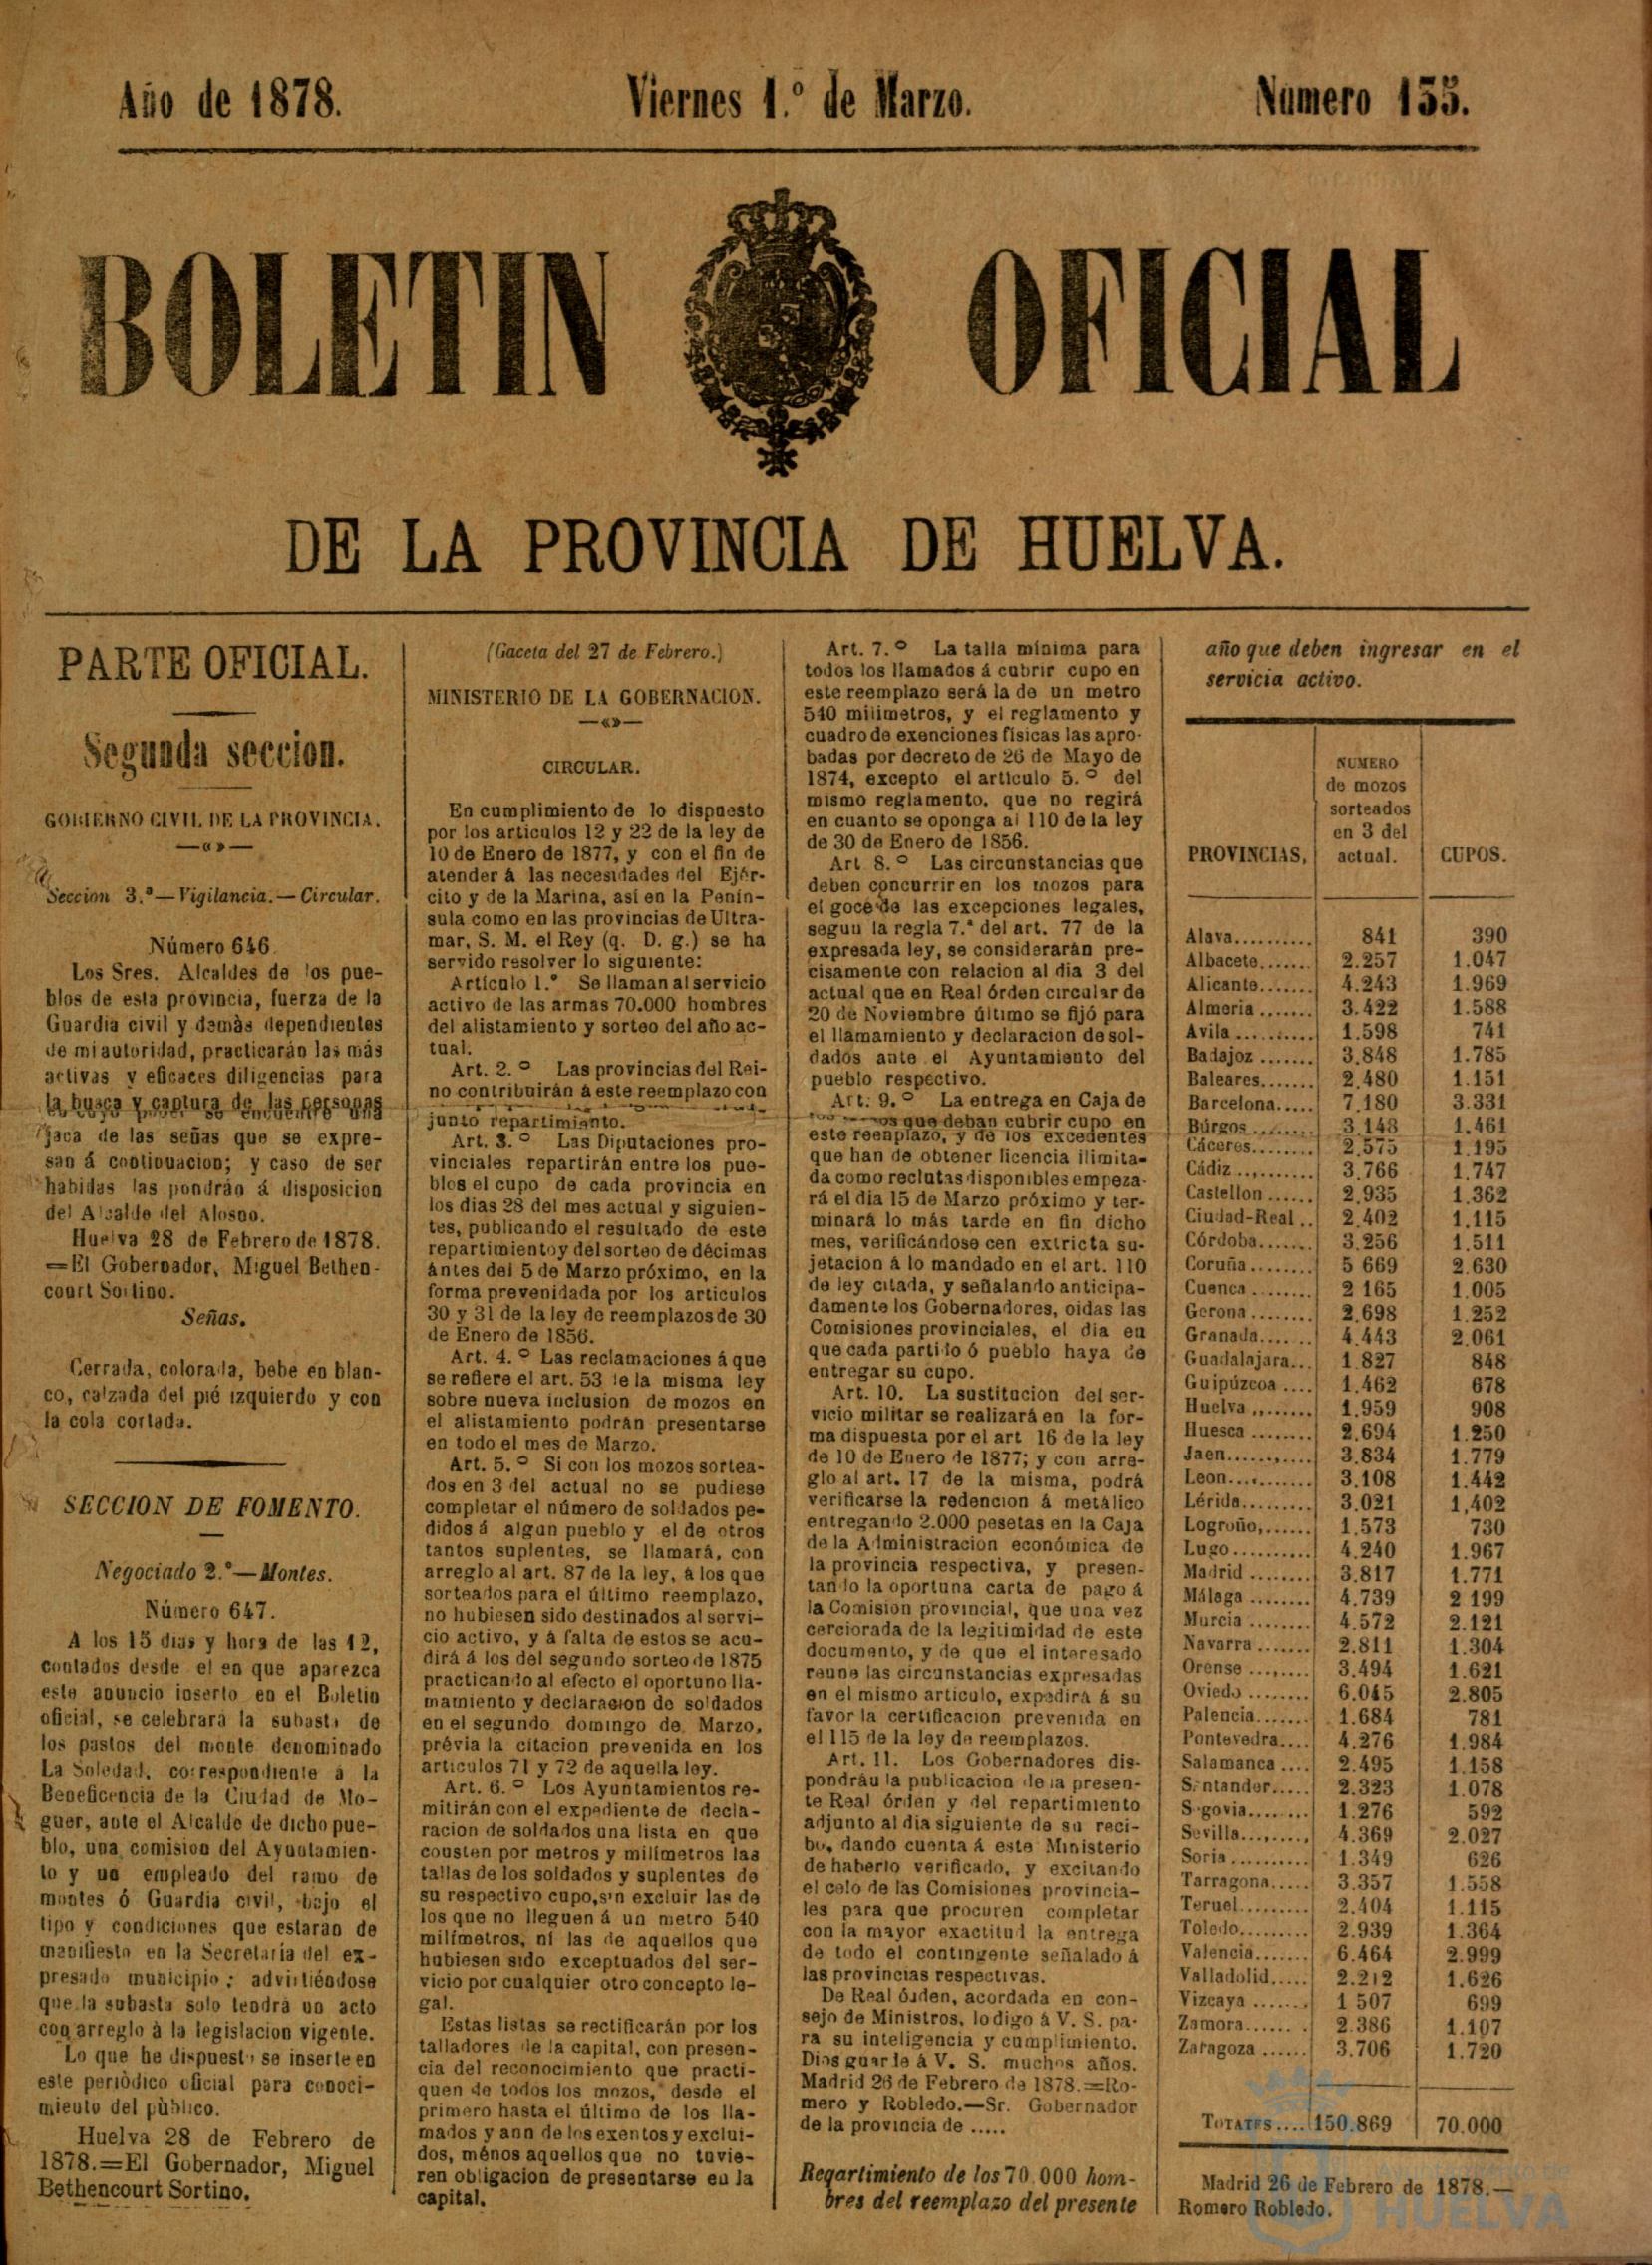 Año de 1878.
Viernes 1.º de Marzo.
Número 155.
BOLETIN OFICIAL
DE LA PROVINCIA DE HUELVA.
PARTE OFICIAL.
Segunda seccion.
GOBIERNO CIVIL DE LA PROVINCIA.
—«»—
Seccion 3.ª—Vigilancia.—Circular.
Número 646.
Los Sres. Alcaldes de los pue-
blos de esta provincia, fuerza de la
Guardia civil y demàs dependientes
de mi autoridad, practicarán las más
activas y eficaces diligencias para
la busca y captura de las personas
jaca de las señas que se expre-
san á continuacion; y caso de ser
habidas las pondrán á disposicion
del Alcalde del Alosno.
Huelva 28 de Febrero de 1878.
=El Gobernador, Miguel Bethen-
court Sortino.
Señas.
Cerrada, colorada, bebe en blan-
co, calzada del pié izquierdo y con
la cola cortada.
SECCION DE FOMENTO.
Negociado 2.º—Montes.
Número 647.
A los 15 dias y hora de las 12,
contados desde el en que aparezca
este anuncio inserto en el Boletin
oficial, se celebrará la subasta de
los pastos del monte denominado
La Soledad, correspondiente á la
Beneficencia de la Ciudad de Mo-
guer, ante el Alcalde de dicho pue-
blo, una comision del Ayuntamien-
to y un empleado del ramo de
montes ó Guardia civil, bajo el
tipo y condiciones que estarán de
manifiesto en la Secretaría del ex-
presado municipio; advirtiéndose
que la subasta solo tendrá un acto
con arreglo à la legislacion vigente.
Lo que he dispuesto se inserte en
este periòdico oficial para conoci-
miento del pùblico.
Huelva 28 de Febrero de
1878.=El Gobernador, Miguel
Bethencourt Sortino.
(Gaceta del 27 de Febrero.)
MINISTERIO DE LA GOBERNACION.
—«»—
CIRCULAR.
En cumplimiento de lo dispuesto
por los articulos 12 y 22 de la ley de
10 de Enero de 1877, y con el fin de
atender á las necesidades del Ejér-
cito y de la Marina, asi en la Penín-
sula como en las provincias de Ultra-
mar, S. M. el Rey (q. D. g.) se ha
servido resolver lo siguiente:
Artículo 1.º Se llaman al servicio
activo de las armas 70.000 hombres
del alistamiento y sorteo del año ac-
tual.
Art. 2.º Las provincias del Rei-
no contribuirán á este reemplazo con
junto repartimiento.
Art. 3.º Las Diputaciones pro-
vinciales repartirán entre los pue-
blos el cupo de cada provincia en
los dias 28 del mes actual y siguien-
tes, publicando el resultado de este
repartimientoy del sorteo de décimas
ántes del 5 de Marzo próximo, en la
forma prevenidada por los articulos
30 y 31 de la ley de reemplazos de 30
de Enero de 1856.
Art. 4.º Las reclamaciones á que
se refiere el art. 53 de la misma ley
sobre nueva inclusion de mozos en
el alistamiento podrán presentarse
en todo el mes de Marzo.
Art. 5.º Si con los mozos sortea-
dos en 3 del actual no se pudiese
completar el número de soldados pe-
didos á algun pueblo y el de otros
tantos suplentes, se llamará, con
arreglo al art. 87 de la ley, á los que
sorteados para el último reemplazo,
no hubiesen sido destinados al servi-
cio activo, y á falta de estos se acu-
dirá á los del segundo sorteo de 1875
practicando al efecto el oportuno lla-
mamiento y declaracion de soldados
en el segundo domingo de Marzo,
prévia la citacion prevenida en los
articulos 71 y 72 de aquella ley.
Art. 6.º Los Ayuntamientos re-
mitirán con el expediente de decla-
racion de soldados una lista en que
consten por metros y milímetros las
tallas de los soldados y suplentes de
su respectivo cupo,sin excluir las de
los que no lleguen á un metro 540
milímetros, ni las de aquellos que
hubiesen sido exceptuados del ser-
vicio por cualquier otro concepto le-
gal.
Estas listas se rectificarán por los
talladores de la capital, con presen-
cia del reconocimiento que practi-
quen de todos los mozos, desde el
primero hasta el último de los lla-
mados y aun de los exentos y exclui-
dos, ménos aquellos que no tuvie-
ren obligacion de presentarse en la
capital.
Art. 7.º La talla mínima para
todos los llamados á cubrir cupo en
este reemplazo será la de un metro
540 milimetros, y el reglamento y
cuadro de exenciones físicas las apro-
badas por decreto de 26 de Mayo de
1874, excepto el articulo 5.º del
mismo reglamento. que no regirá
en cuanto se oponga al 110 de la ley
de 30 de Enero de 1856.
Art 8.º Las circunstancias que
deben concurrir en los mozos para
el goce de las excepciones legales,
segun la regla 7.ª del art. 77 de la
expresada ley, se considerarán pre-
cisamente con relacion al dia 3 del
actual que en Real órden circular de
20 de Noviembre último se fijó para
el llamamiento y declaracion de sol-
dados ante el Ayuntamiento del
pueblo respectivo.
Art. 9.º La entrega en Caja de
que deban cubrir cupo en
este reenplazo, y de los excedentes
que han de obtener licencia ilimita-
da como reclutas disponibles empeza-
rá el dia 15 de Marzo próximo y ter-
minará lo más tarde en fin dicho
mes, verificándose cen extricta su-
jetacion á lo mandado en el art. 110
de ley citada, y señalando anticipa-
damente los Gobernadores, oidas las
Comisiones provinciales, el dia en
que cada partido ó pueblo haya de
entregar su cupo.
Art. 10. La sustitucion del ser-
vicio militar se realizará en la for-
ma dispuesta por el art 16 de la ley
de 10 de Enero de 1877; y con arre-
glo al art. 17 de la misma, podrá
verificarse la redencion á metálico
entregando 2.000 pesetas en la Caja
de la Administracion económica de
la provincia respectiva, y presen-
tando la oportuna carta de pago á
la Comision provincial, que una vez
cerciorada de la legitimidad de este
documento, y de que el interesado
reune las circunstancias expresadas
en el mismo articulo, expedirá á su
favor la certificacion prevenida en
el 115 de la ley de reemplazos.
Art. 11. Los Gobernadores dis-
pondráu la publicacion de la presen-
te Real órden y del repartimiento
adjunto al dia siguiente de su reci-
bo, dando cuenta á este Ministerio
de haberlo verificado, y excitando
el celo de las Comisiones provincia-
les para que procuren completar
con la mayor exactitud la entrega
de todo el contingente señalado á
las provincias respectivas.
De Real órden, acordada en con-
sejo de Ministros, lo digo á V. S. pa-
ra su inteligencia y cumplimiento.
Dios guarde á V. S. muchos años.
Madrid 26 de Febrero de 1878.=Ro-
mero y Robledo.—Sr. Gobernador
de la provincia de .....
Regartimiento de los 70.000 hom-
bres del reemplazo del presente
año que deben ingresar en el
servicia activo.
PROVINCIAS, NUMERO de mozos sorteados en 3 del actual. CUPOS.
Alava.......... 841 390
Albacete....... 2.257 1.047
Alicante....... 4.243 1.969
Almeria ....... 3.422 1.588
Avila .......... 1.598 741
Badajoz ....... 3.848 1.785
Baleares....... 2,480 1.151
Barcelona..... 7.180 3.331
Búrgos ........ 3.148 1.461
Cáceres........ 2.575 1.195
Cádiz .......... 3.766 1.747
Castellon ...... 2.935 1.362
Ciudad-Real .. 2.402 1.115
Córdoba....... 3.256 1.511
Coruña ........ 5 669 2.630
Cuenca ........ 2 165 1.005
Gerona ........ 2.698 1.252
Granada...... 4.443 2.061
Guadalajara... 1.827 848
Guipúzcoa .... 1.462 678
Huelva ........ 1.959 908
Huesca ........ 2.694 1.250
Jaen........... 3.834 1.779
Leon........... 3.108 1.442
Lérida......... 3.021 1,402
Logroño,...... 1.573 730
Lugo.......... 4.240 1.967
Madrid ........ 3.817 1.771
Málaga ........ 4.739 2 199
Murcia ........ 4.572 2.121
Navarra ....... 2.811 1.304
Orense ........ 3.494 1.621
Oviedo ........ 6.045 2.805
Palencia....... 1.684 781
Pontevedra.... 4.276 1.984
Salamanca .... 2.495 1.158
Santander..... 2.323 1.078
Segovia........ 1.276 592
Sevilla......... 4.369 2.027
Soria .......... 1.349 626
Tarragona..... 3.357 1.558
Teruel......... 2.404 1.115
Toledo......... 2.939 1.364
Valencia....... 6.464 2.999
Valladolid..... 2.212 1.626
Vizcaya ....... 1 507 699
Zamora...... . 2.386 1.107
Zaragoza ...... 3.706 1.720
TOTATES.... 150.869 70.000
Madrid 26 de Febrero de 1878.—
Romero Robledo.
HUELVA